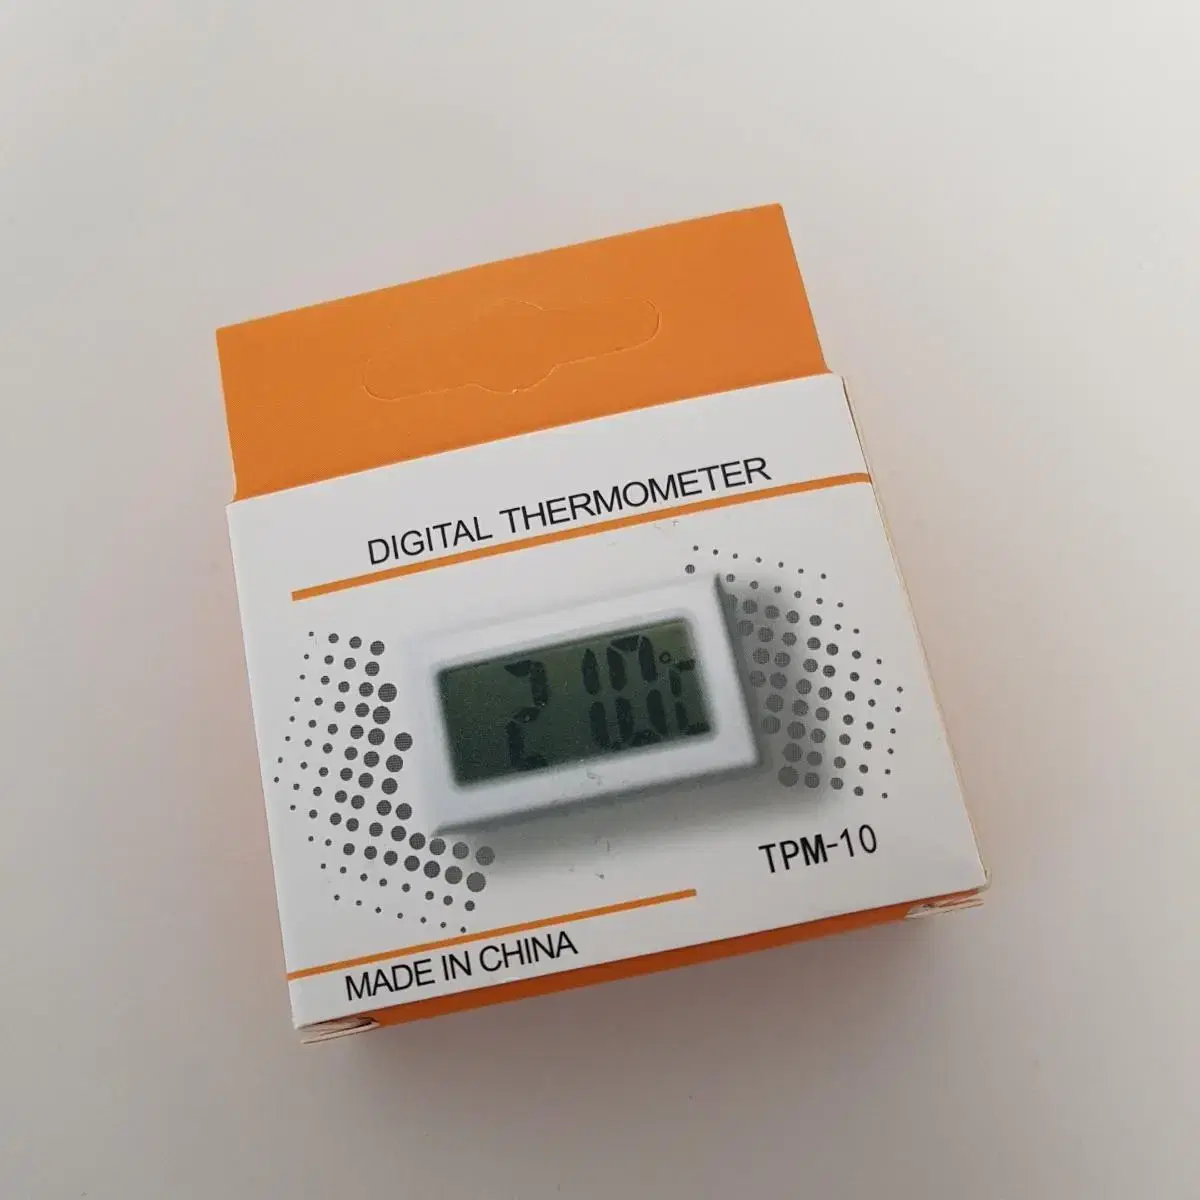 DIGITAL THERMOMETER
TPM-10
MADE IN CHINA